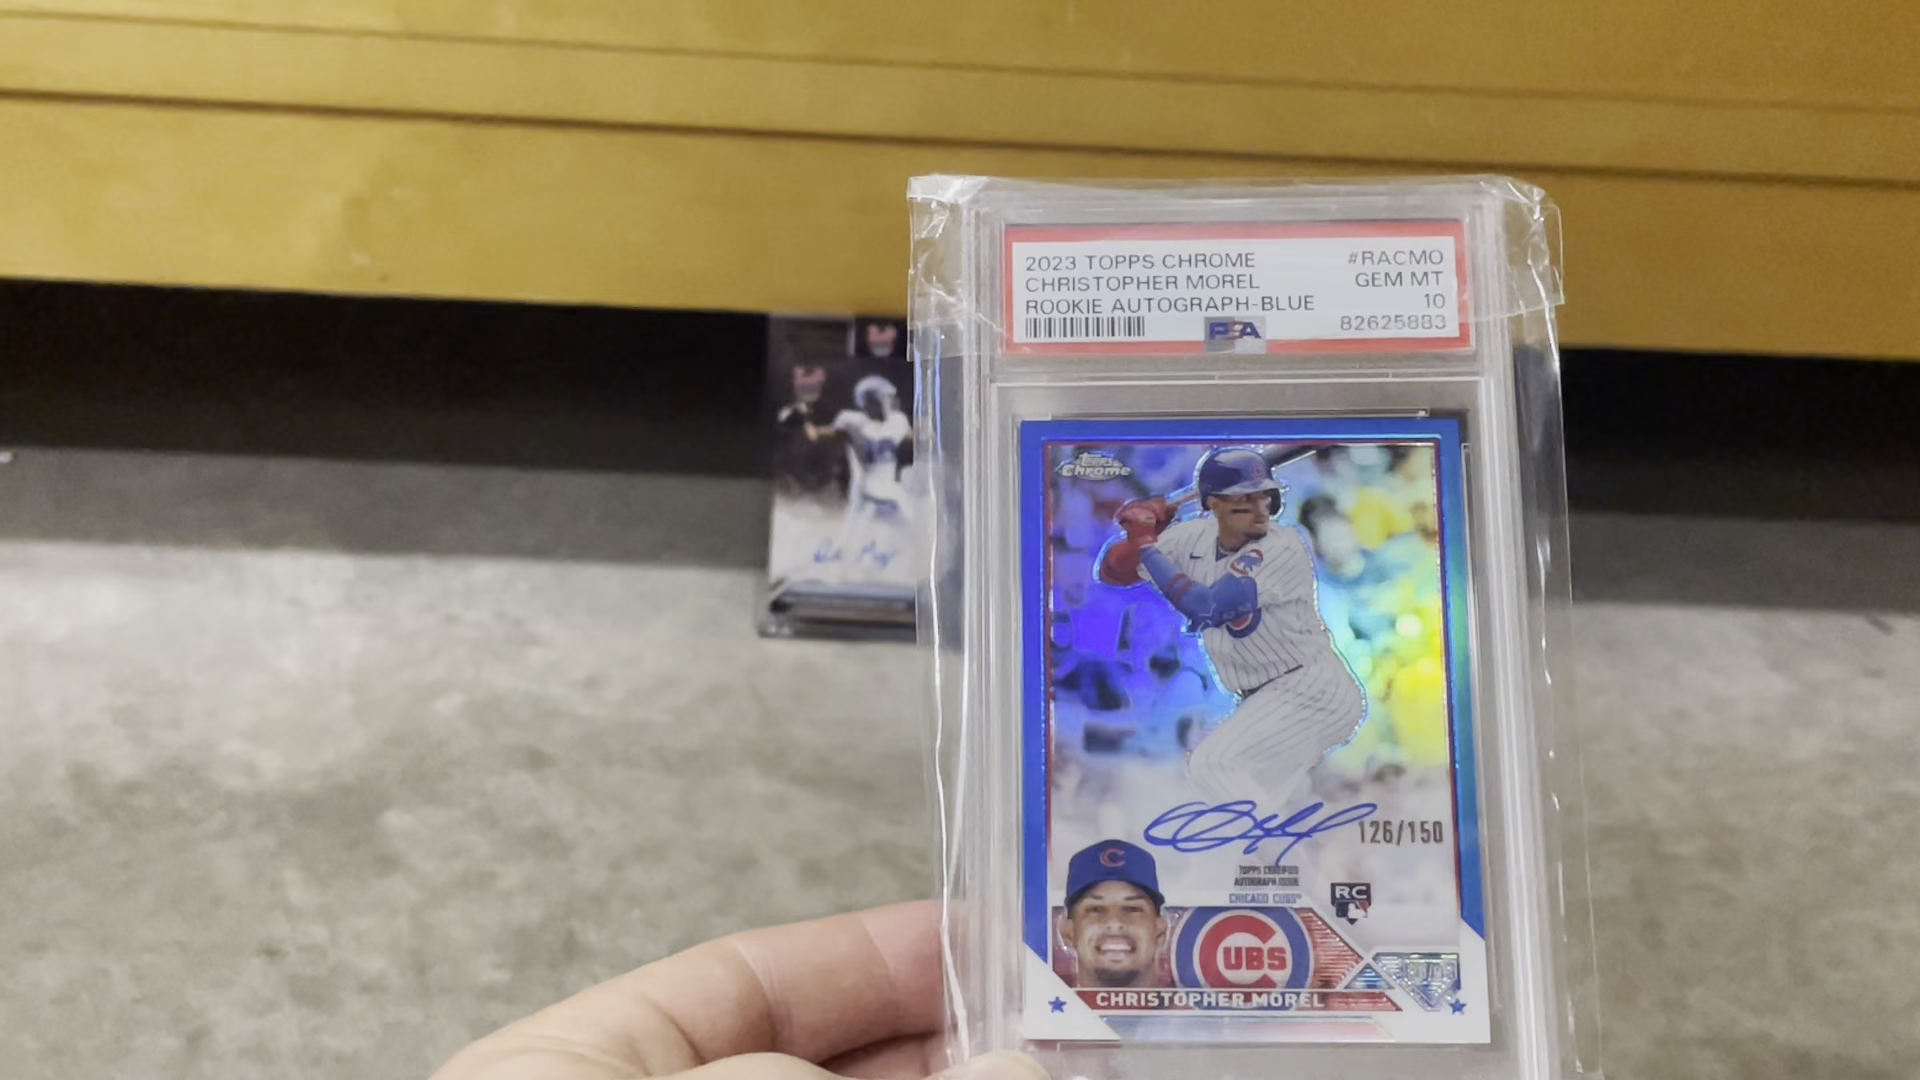 2023 TOPPS CHROME #RACMO
CHRISTOPHER MOREL GEM MT
ROOKIE AUTOGRAPH-BLUE 10
PSA 82625883
Topps
Chrome
126/150
TOPPS CERTIFIED
AUTOGRAPH ISSUE
CHICAGO CUBS
RC
C
CUBS
CHRISTOPHER MOREL